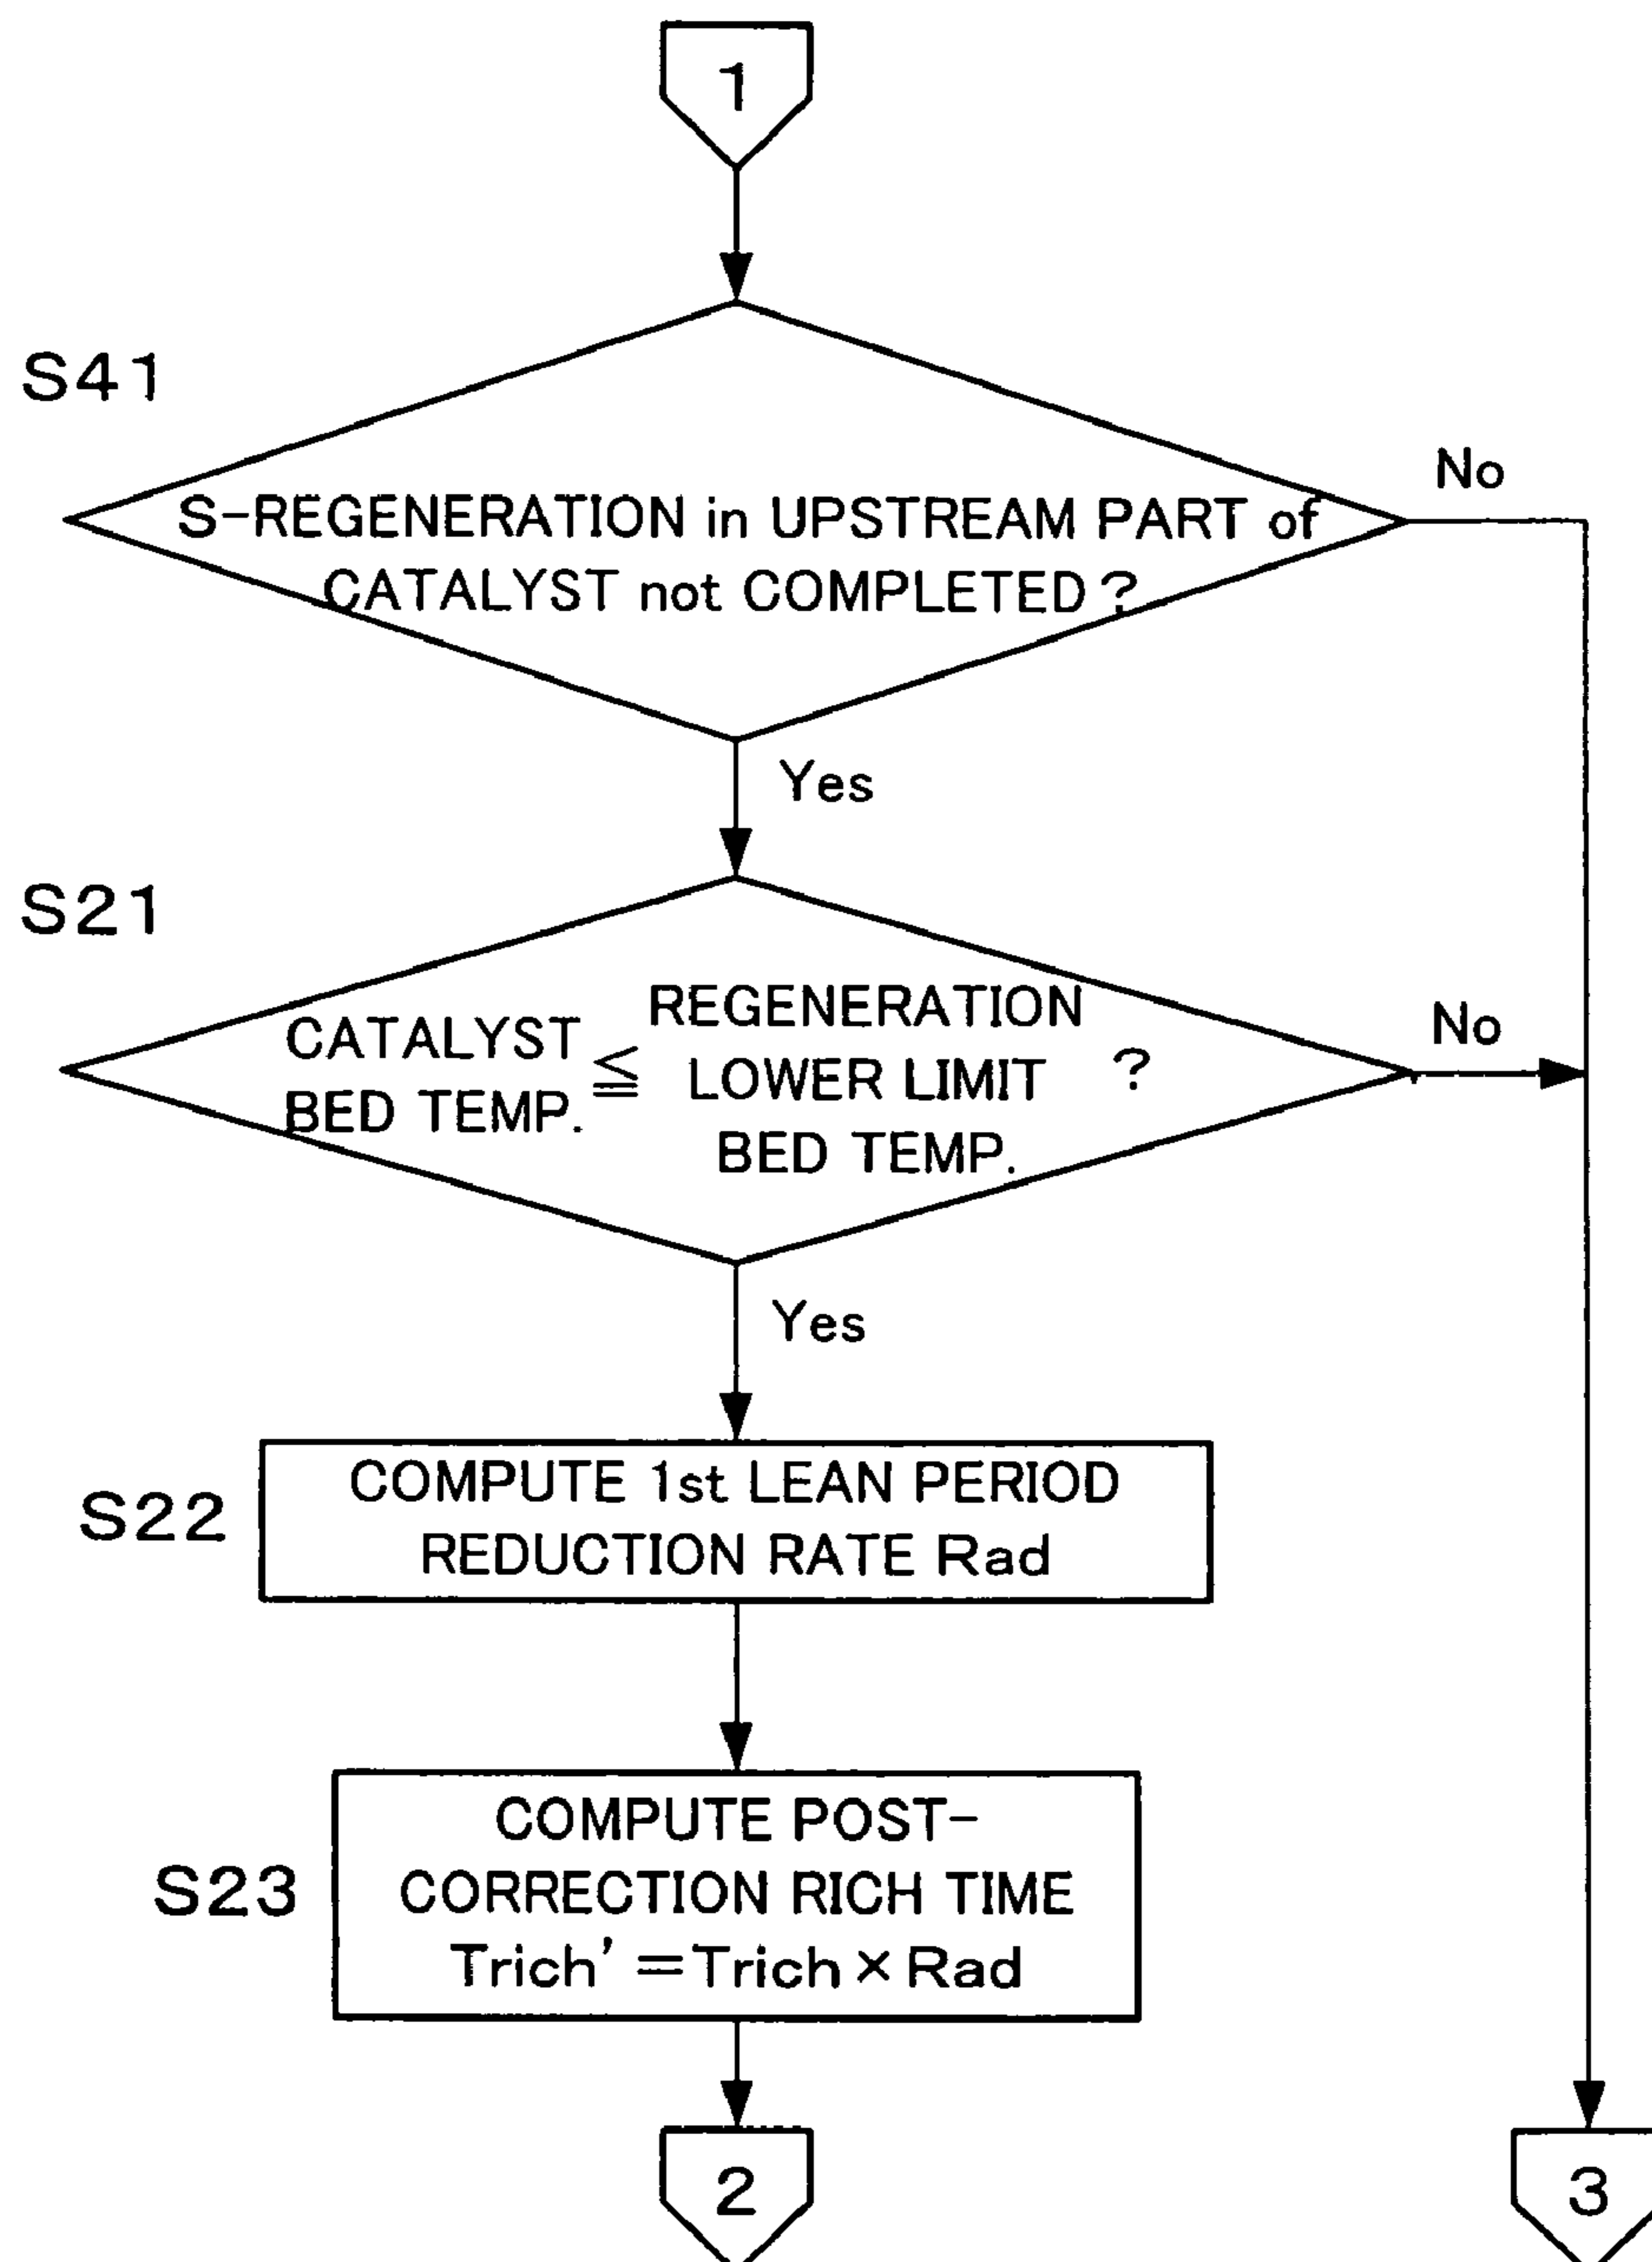 1
S41
No
S-REGENERATION in UPSTREAM PART of
CATALYST not COMPLETED ?
Yes
S21
No
CATALYST
BED TEMP.
≦
REGENERATION
LOWER LIMIT
BED TEMP.
?
Yes
S22
COMPUTE 1st LEAN PERIOD
REDUCTION RATE Rad
S23
COMPUTE POST-
CORRECTION RICH TIME
Trich' =Trich × Rad
2
3